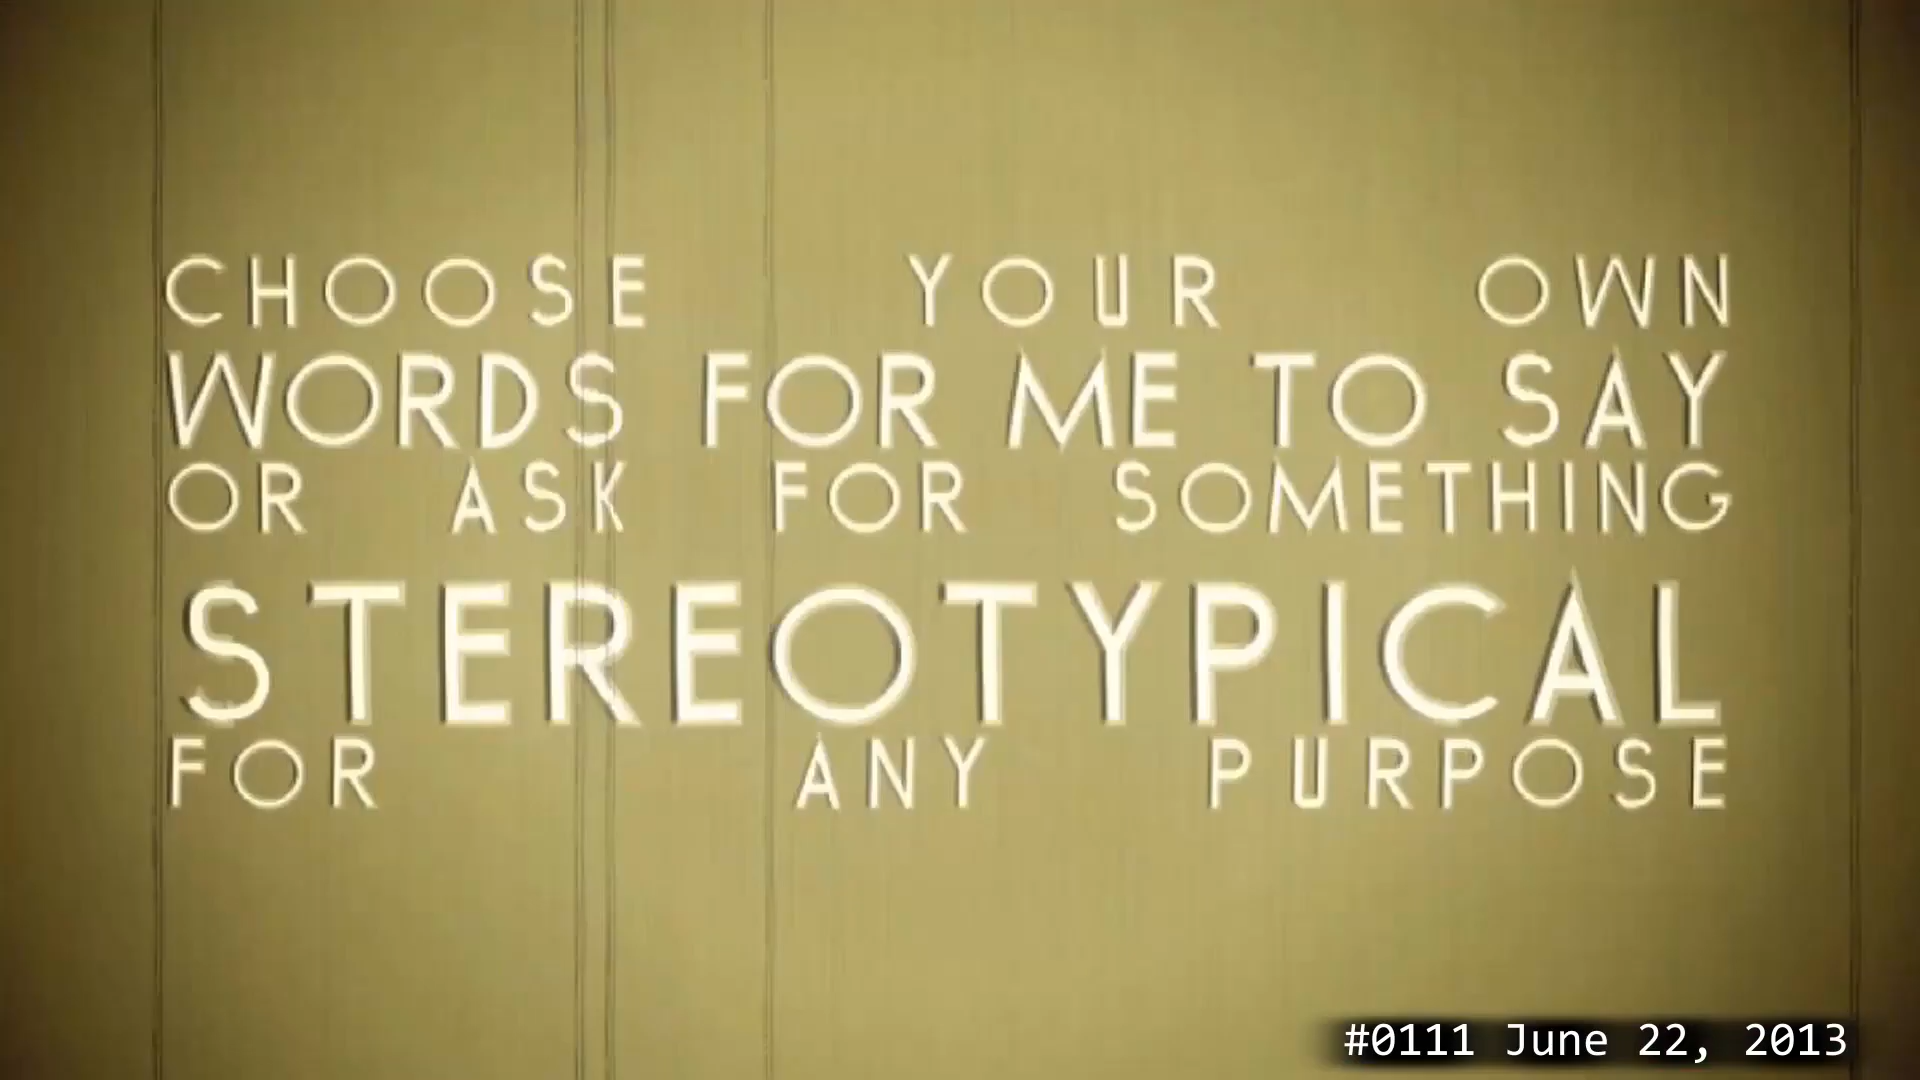 CHOOSE YOUR OWN
WORDS FOR ME TO SAY
OR ASK FOR SOMETHING
STEREOTYPICAL
FOR ANY PURPOSE
#0111 June 22, 2013